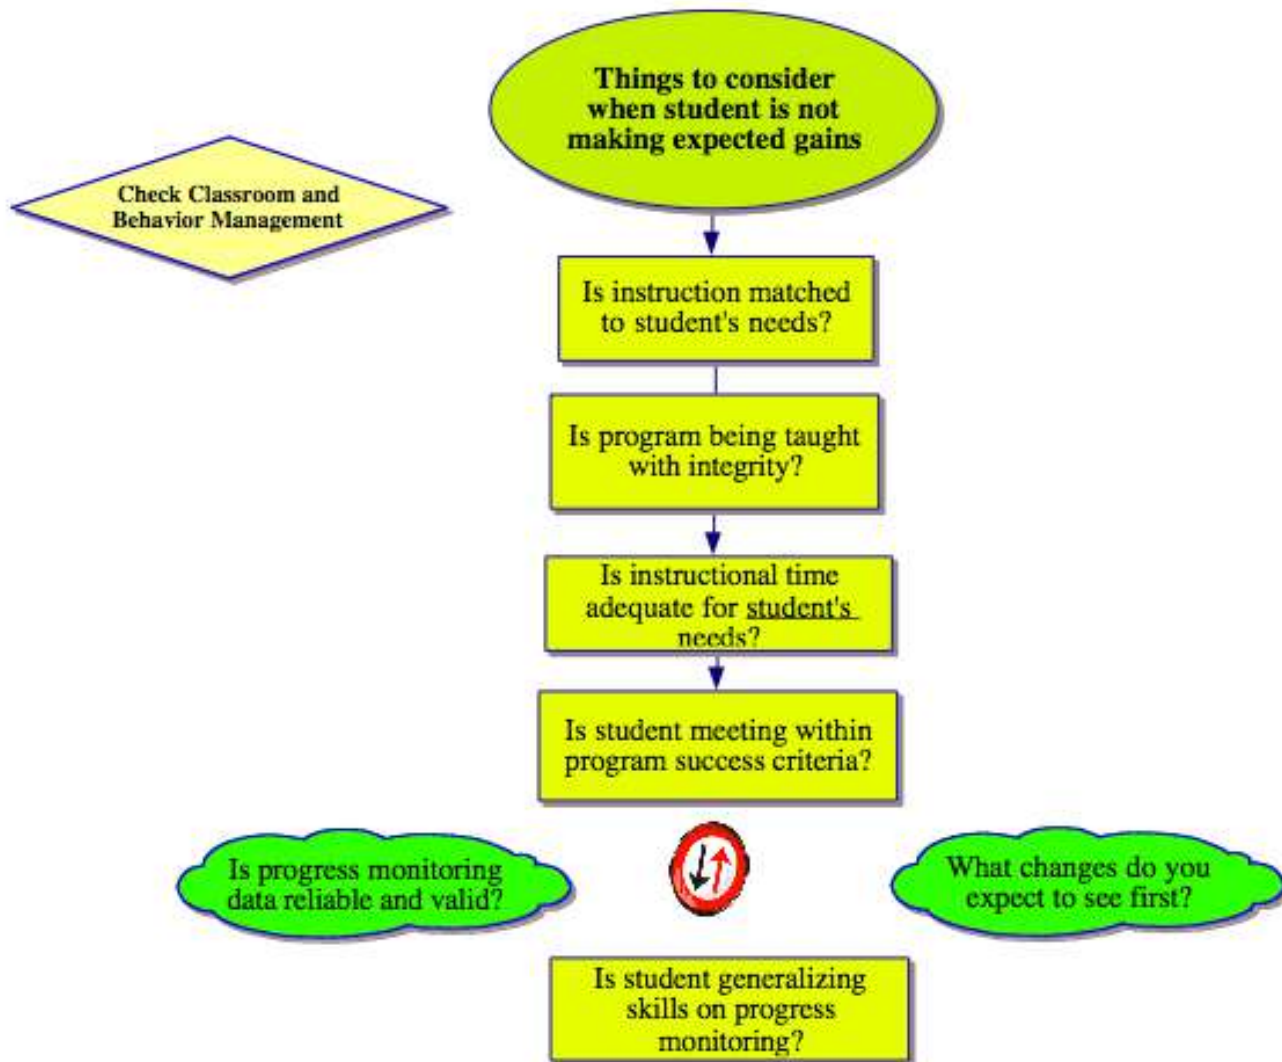 Things to consider
when student is not
making expected gains
Check Classroom and
Behavior Management
Is instruction matched
to student's needs?
Is program being taught
with integrity?
Is instructional time
adequate for student's
needs?
Is student meeting within
program success criteria?
Is progress monitoring
data reliable and valid?
What changes do you
expect to see first?
Is student generalizing
skills on progress
monitoring?